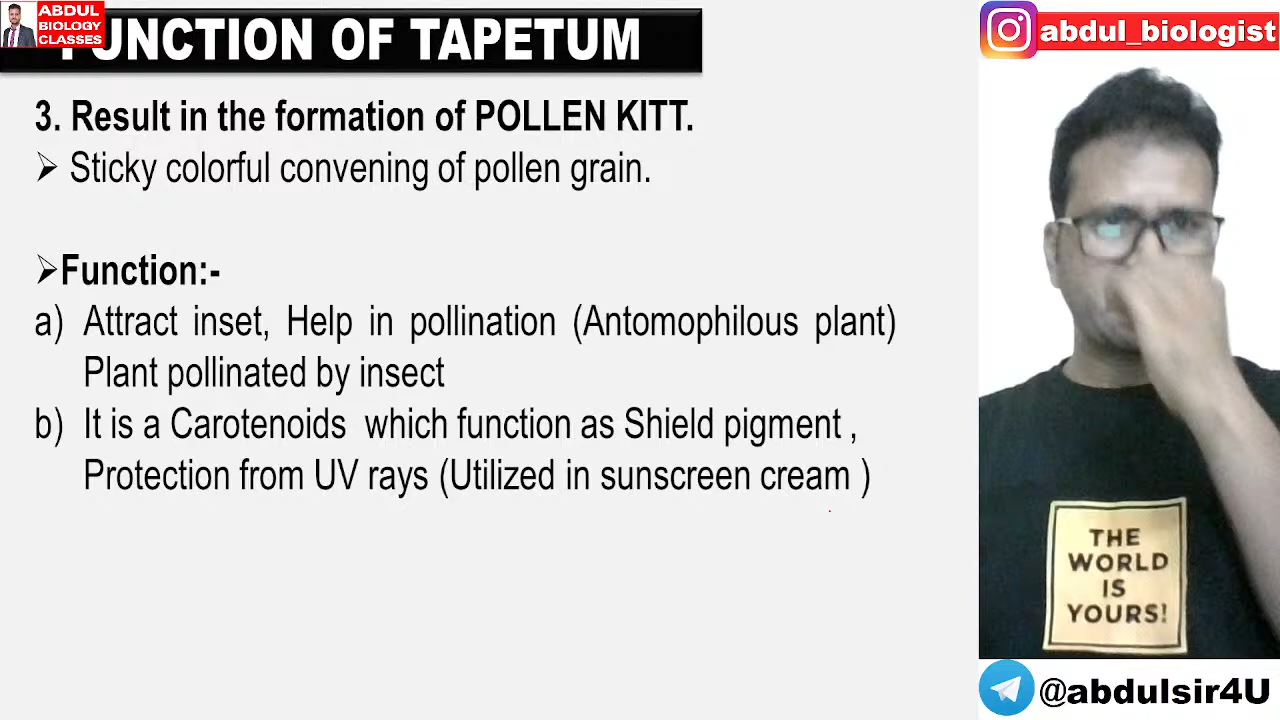 ABDUL
BIOLOGY
CLASSES
FUNCTION OF TAPETUM
abdul_biologist
3. Result in the formation of POLLEN KITT.
➢ Sticky colorful convening of pollen grain.
➢Function:-
a) Attract inset, Help in pollination (Antomophilous plant)
Plant pollinated by insect
b) It is a Carotenoids which function as Shield pigment ,
Protection from UV rays (Utilized in sunscreen cream )
THE
WORLD
IS
YOURS!
@abdulsir4U